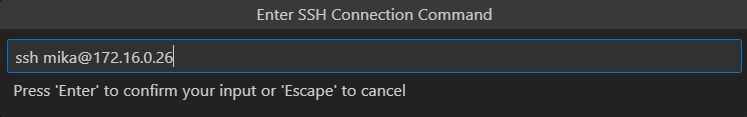 Enter SSH Connection Command
ssh mika@172.16.0.26
Press 'Enter' to confirm your input or 'Escape' to cancel